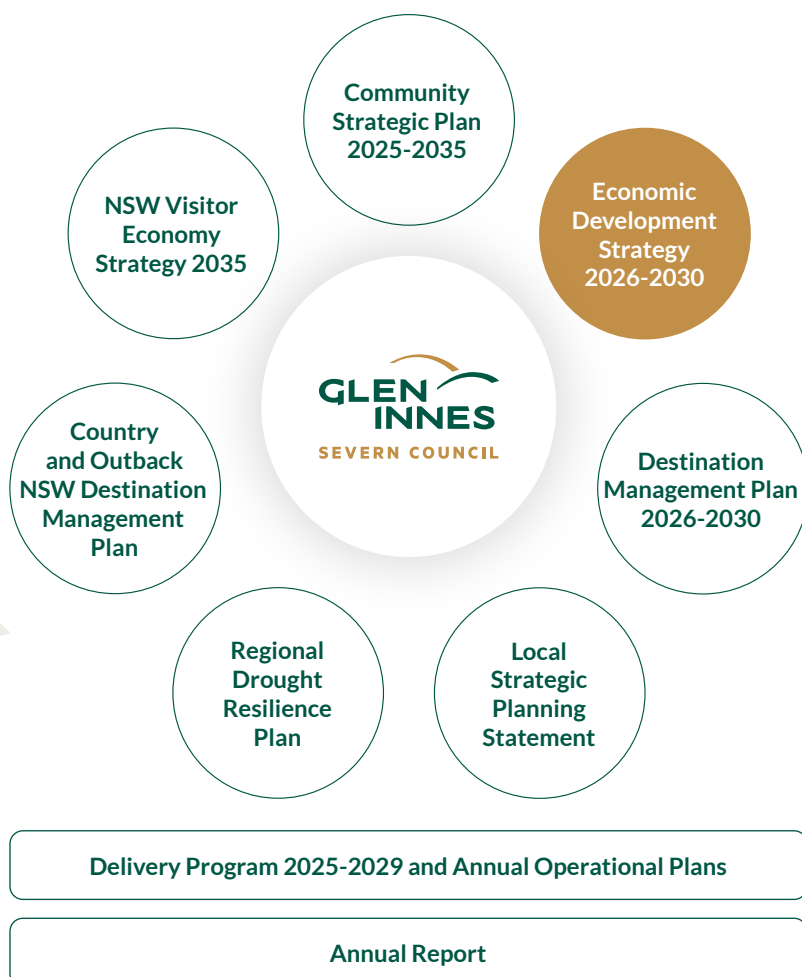 Community
Strategic Plan
2025-2035
NSW Visitor
Economy
Strategy 2035
Economic
Development
Strategy
2026-2030
GLEN
INNES
SEVERN COUNCIL
Country
and Outback
NSW Destination
Management
Plan
Destination
Management Plan
2026-2030
Regional
Drought
Resilience
Plan
Local
Strategic
Planning
Statement
Delivery Program 2025-2029 and Annual Operational Plans
Annual Report